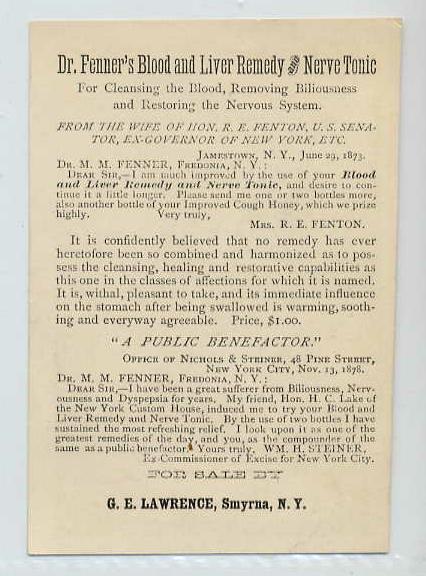 Dr. Fenner's Blood and Liver Remedy and Nerve Tonic
For Cleansing the Blood, Removing Biliousness
and Restoring the Nervous System.
FROM THE WIFE OF HON. R. E. FENTON, U. S. SENA-
TOR, EX-GOVERNOR OF NEW YORK, ETC.
JAMESTOWN, N. Y., June 29, 1873.
DR. M. M. FENNER, FREDONIA, N. Y.:
DEAR SIR,—I am much improved by the use of your Blood
and Liver Remedy and Nerve Tonic, and desire to con-
tinue it a little longer. Please send me one or two bottles more,
also another bottle of your Improved Cough Honey, which we prize
highly. Very truly,
MRS. R. E. FENTON.
It is confidently believed that no remedy has ever
heretofore been so combined and harmonized as to pos-
sess the cleansing, healing and restorative capabilities as
this one in the classes of affections for which it is named.
It is, withal, pleasant to take, and its immediate influence
on the stomach after being swallowed is warming, sooth-
ing and everyway agreeable. Price, $1.00.
"A PUBLIC BENEFACTOR."
OFFICE OF NICHOLS & STEINER, 48 PINE STREET,
NEW YORK CITY, NOV. 13, 1878.
DR. M. M. FENNER, FREDONIA, N. Y.:
DEAR SIR,—I have been a great sufferer from Biliousness, Nerv-
ousness and Dyspepsia for years. My friend, Hon. H. C. Lake of
the New York Custom House, induced me to try your Blood and
Liver Remedy and Nerve Tonic. By the use of two bottles I have
sustained the most refreshing relief. I look upon it as one of the
greatest remedies of the day, and you, as the compounder of the
same as a public benefactor. Yours truly, WM. H. STEINER,
Ex-Commissioner of Excise for New York City.
FOR SALE BY
G. E. LAWRENCE, Smyrna, N. Y.